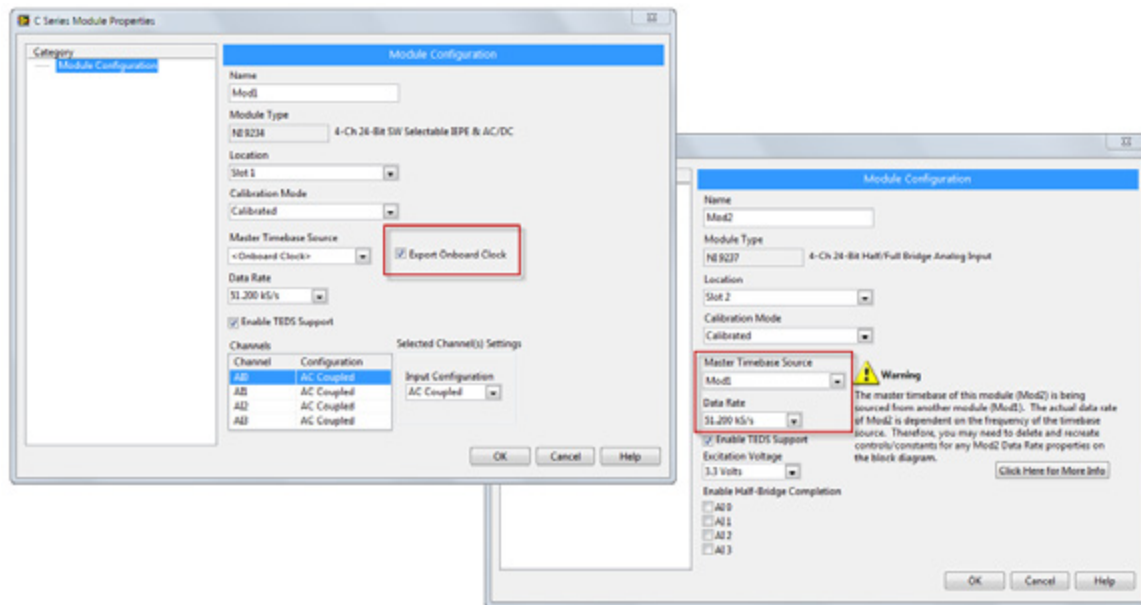 C Series Module Properties
Category
Module Configuration
Module Configuration
Name
Mod1
Module Type
NI 9234
4-Ch 24-Bit SW Selectable IEPE & AC/DC
Location
Slot 1
Calibration Mode
Calibrated
Master Timebase Source
<Onboard Clock>
Export Onboard Clock
Data Rate
51.200 kS/s
Enable TEDS Support
Channels
Selected Channel(s) Settings
Channel Configuration
AI0 AC Coupled
AI1 AC Coupled
AI2 AC Coupled
AI3 AC Coupled
Input Configuration
AC Coupled
OK Cancel Help
Module Configuration
Name
Mod2
Module Type
NI 9237
4-Ch 24-Bit Half/Full Bridge Analog Input
Location
Slot 2
Calibration Mode
Calibrated
Master Timebase Source
Mod1
Data Rate
51.200 kS/s
Warning
The master timebase of this module (Mod2) is being
sourced from another module (Mod1). The actual data rate
of Mod2 is dependent on the frequency of the timebase
source. Therefore, you may need to delete and recreate
controls/constants for any Mod2 Data Rate properties on
the block diagram.
Click Here for More Info
Enable TEDS Support
Excitation Voltage
3.3 Volts
Enable Half-Bridge Completion
AI 0
AI 1
AI 2
AI 3
OK Cancel Help